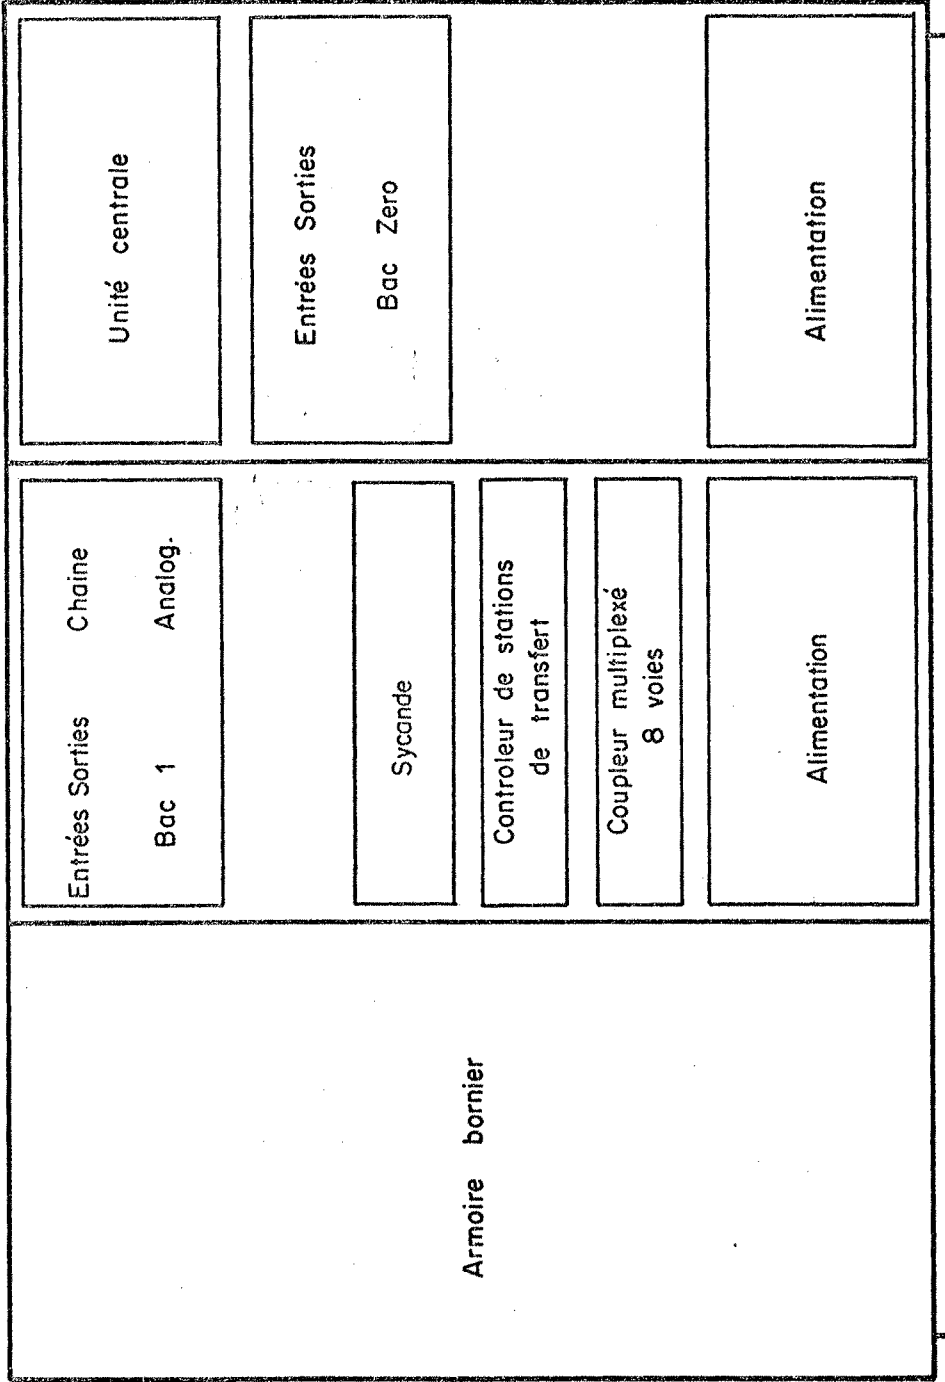 Armoire bornier
Entrées Sorties Chaine
Bac 1 Analog.
Sycande
Controleur de stations
de transfert
Coupleur multiplexé
8 voies
Alimentation
Unité centrale
Entrées Sorties
Bac Zero
Alimentation